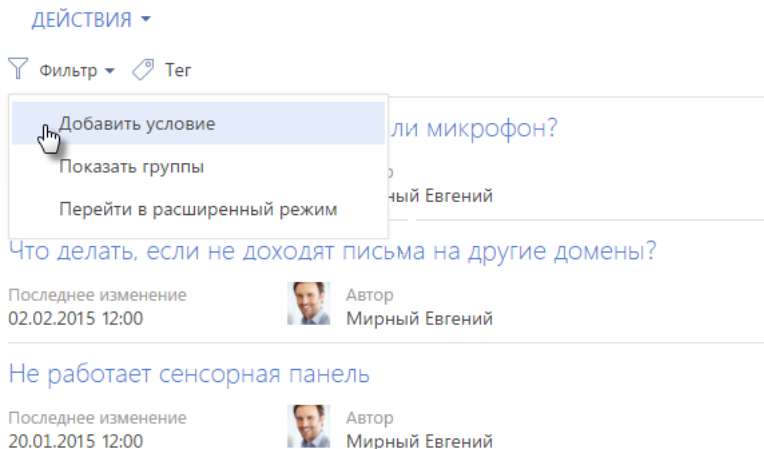 ДЕЙСТВИЯ
Фильтр Тег
Добавить условие
ли микрофон?
Показать группы
ный Евгений
Перейти в расширенный режим
Что делать, если не доходят письма на другие домены?
Последнее изменение Автор
02.02.2015 12:00 Мирный Евгений
Не работает сенсорная панель
Последнее изменение Автор
20.01.2015 12:00 Мирный Евгений